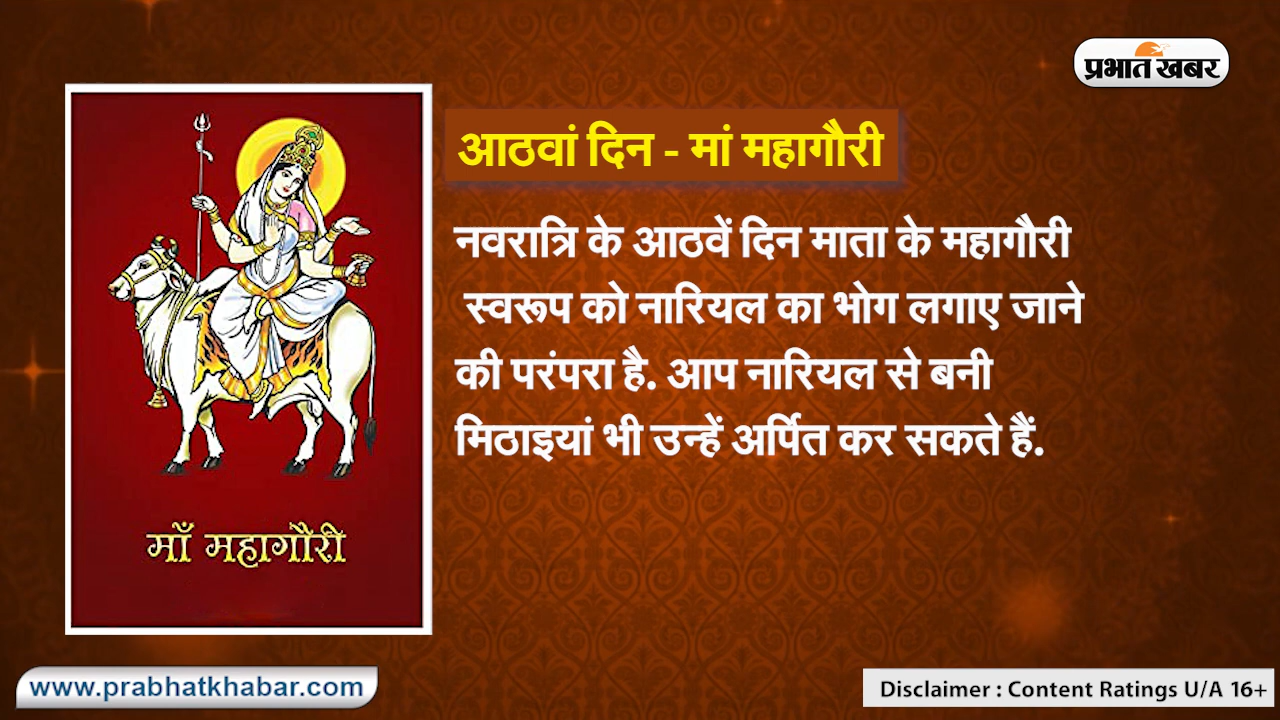 प्रभात खबर
आठवां दिन - मां महागौरी
नवरात्रि के आठवें दिन माता के महागौरी
स्वरूप को नारियल का भोग लगाए जाने
की परंपरा है. आप नारियल से बनी
मिठाइयां भी उन्हें अर्पित कर सकते हैं.
माँ महागौरी
www.prabhatkhabar.com
Disclaimer : Content Ratings U/A 16+